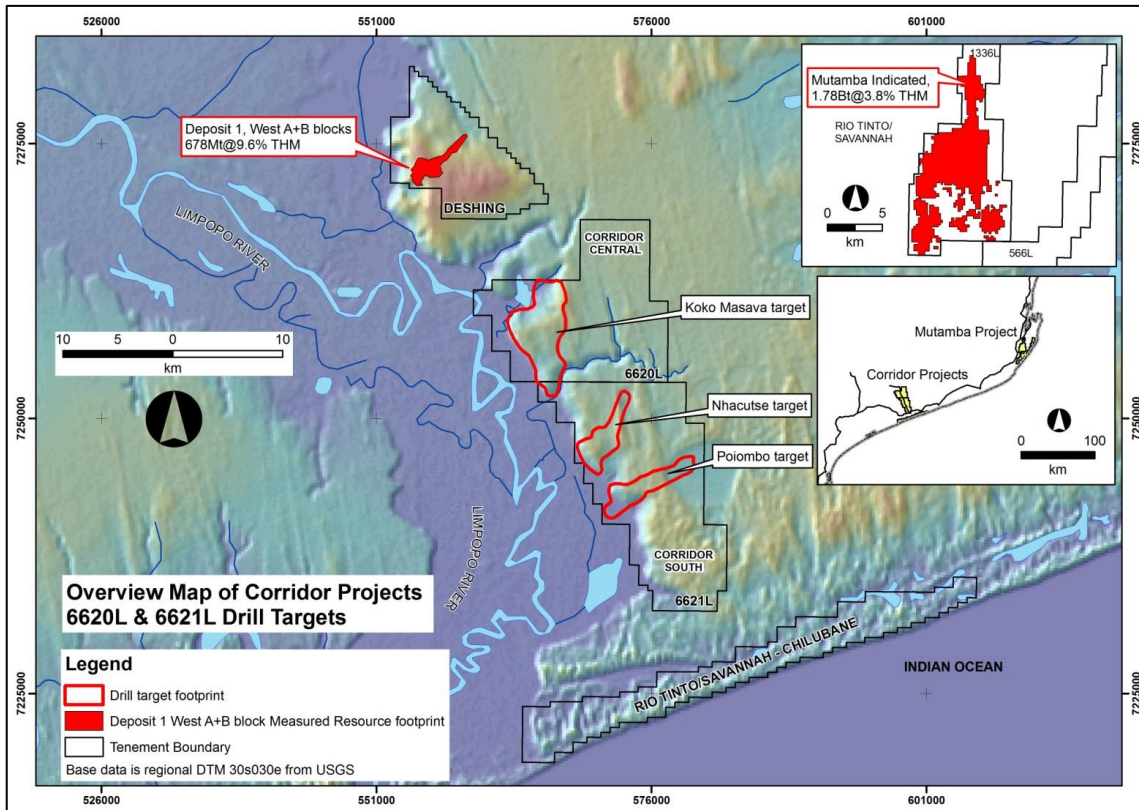 526000
551000
576000
601000
7275000
7275000
Deposit 1, West A+B blocks
678Mt@9.6% THM
DESHING
LIMPOPO RIVER
CORRIDOR
CENTRAL
1336L
Mutamba Indicated,
1.78Bt@3.8% THM
RIO TINTO/
SAVANNAH
0 5
km
566L
Koko Masava target
6620L
10 5 0 10
km
Mutamba Project
Corridor Projects
0 100
km
7250000
7250000
Nhacutse target
Poiombo target
LIMPOPO RIVER
CORRIDOR
SOUTH
6621L
Overview Map of Corridor Projects
6620L & 6621L Drill Targets
RIO TINTO/SAVANNAH - CHILUBANE
INDIAN OCEAN
7225000
7225000
Legend
Drill target footprint
Deposit 1 West A+B block Measured Resource footprint
Tenement Boundary
Base data is regional DTM 30s030e from USGS
526000
551000
576000
601000